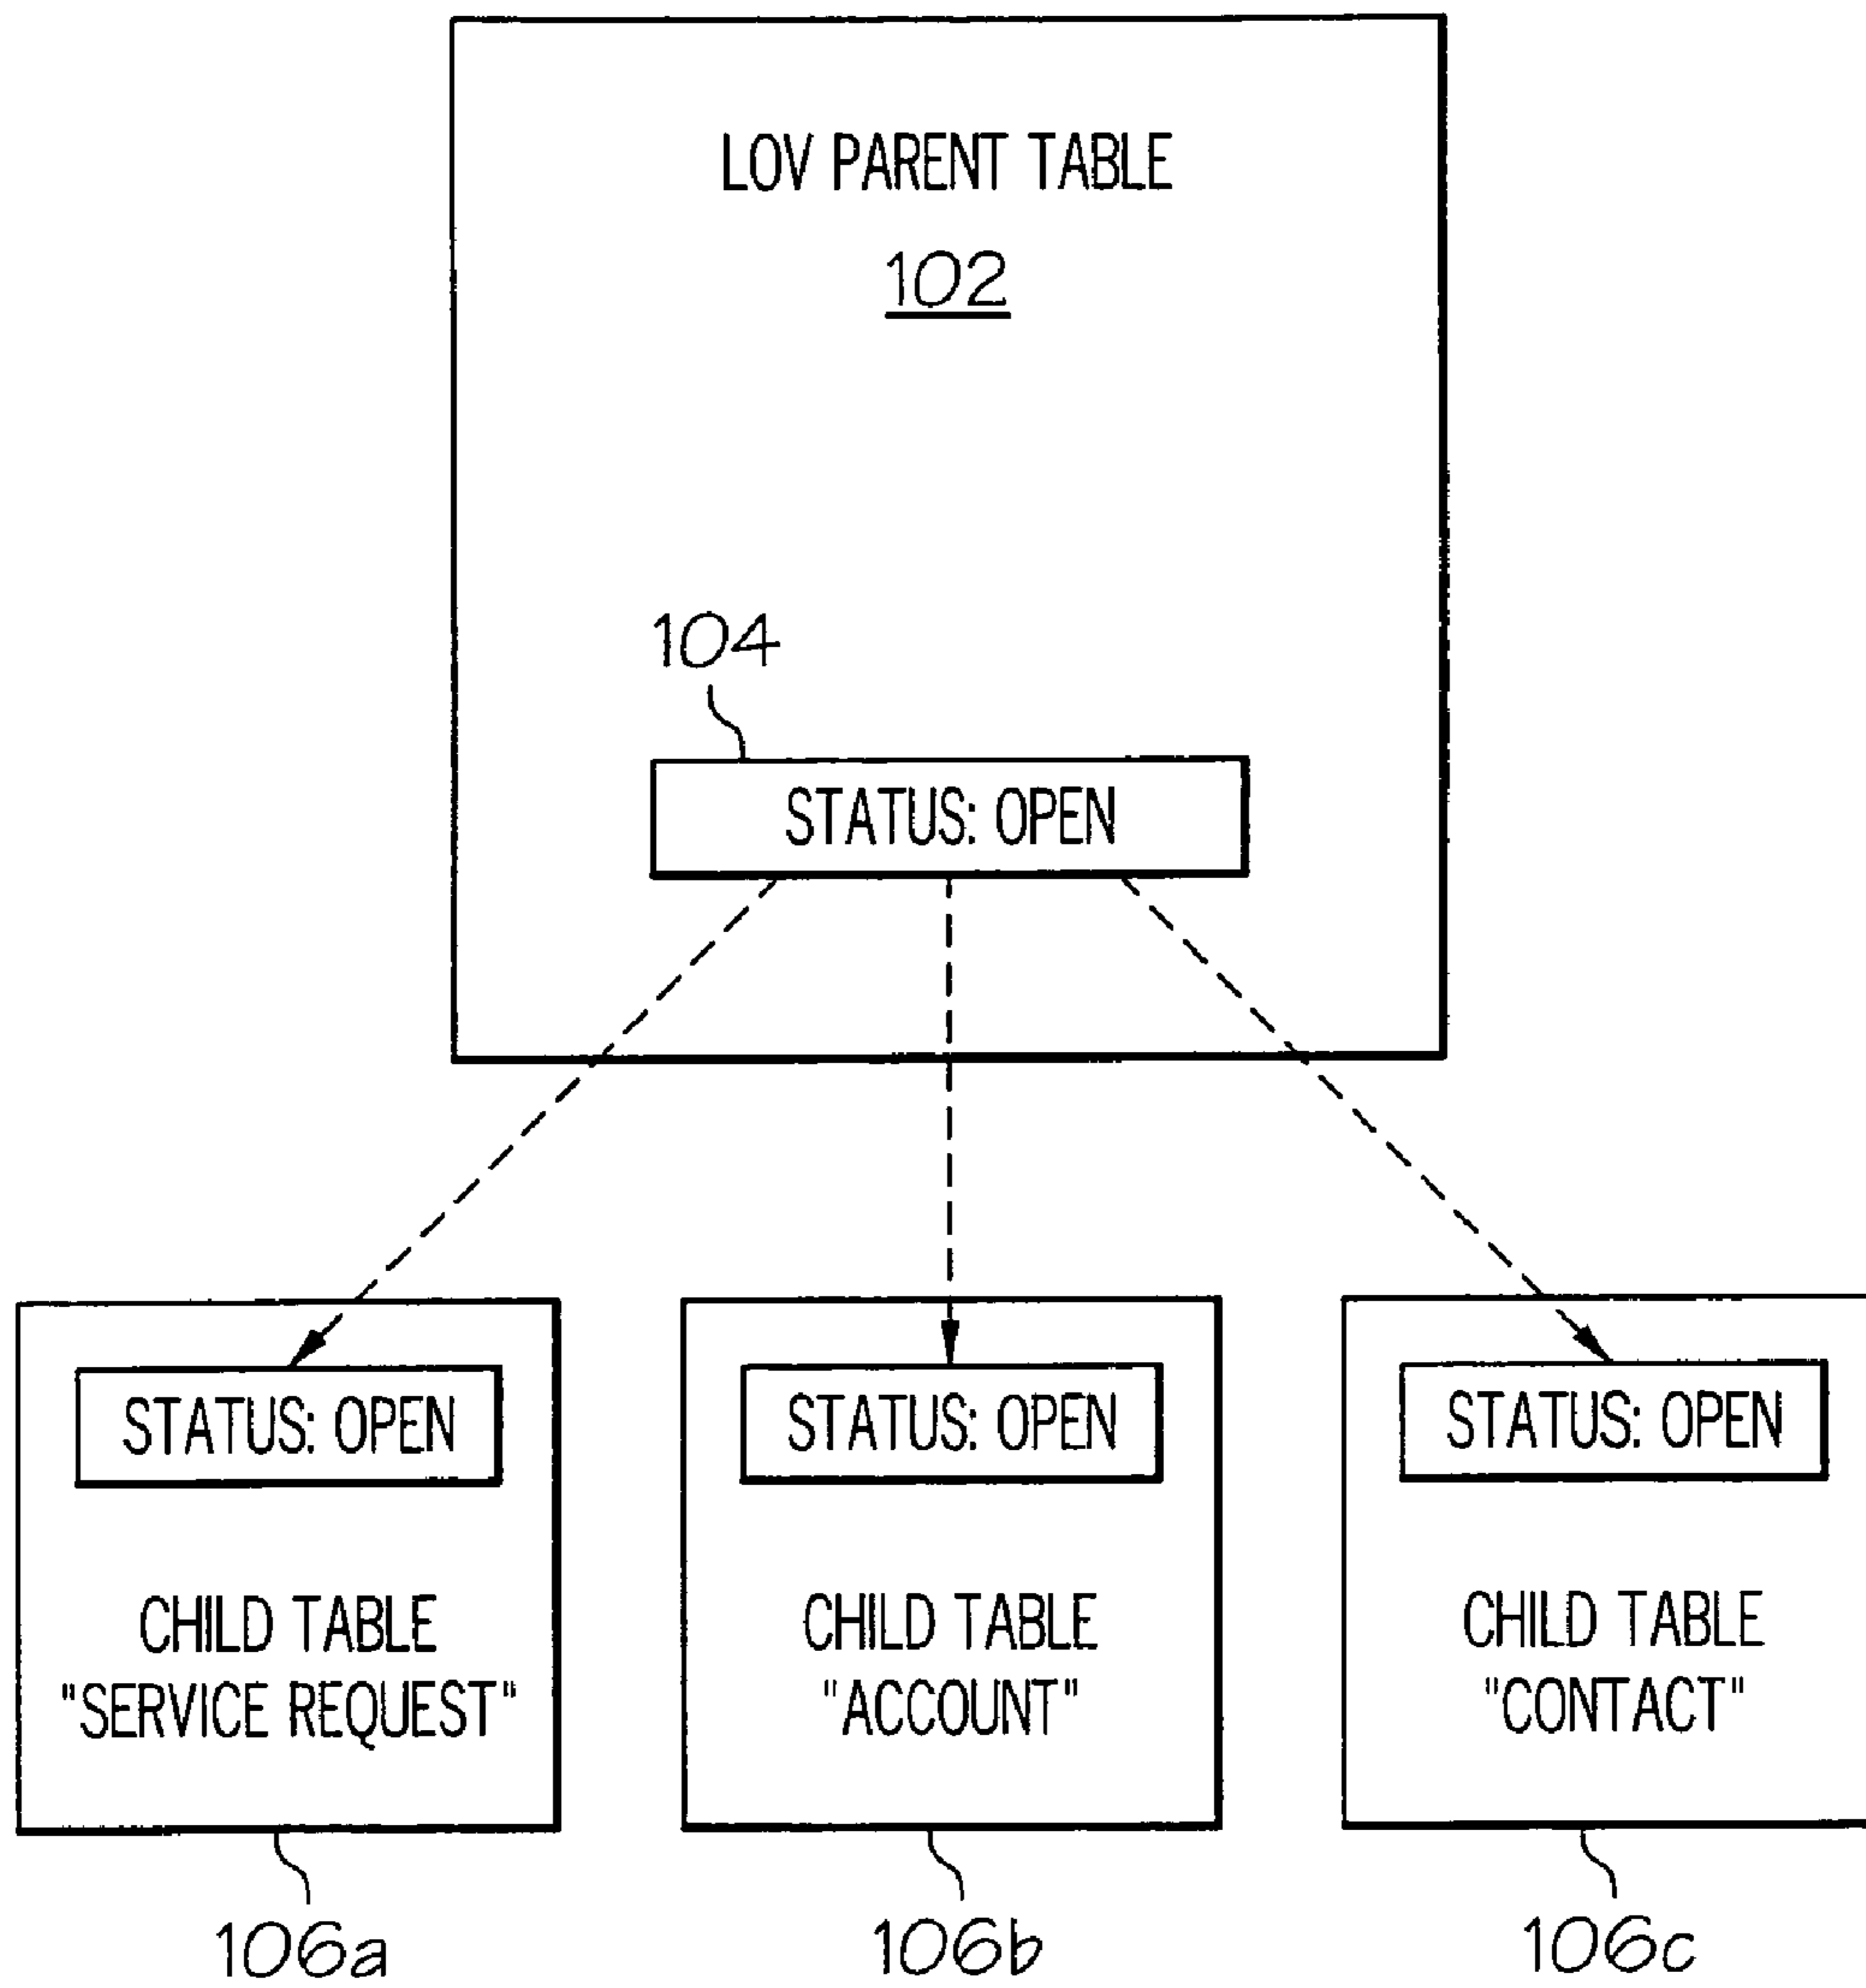 LOV PARENT TABLE
102
104
STATUS: OPEN
STATUS: OPEN
STATUS: OPEN
STATUS: OPEN
CHILD TABLE
"SERVICE REQUEST"
CHILD TABLE
"ACCOUNT"
CHILD TABLE
"CONTACT"
106a
106b
106c